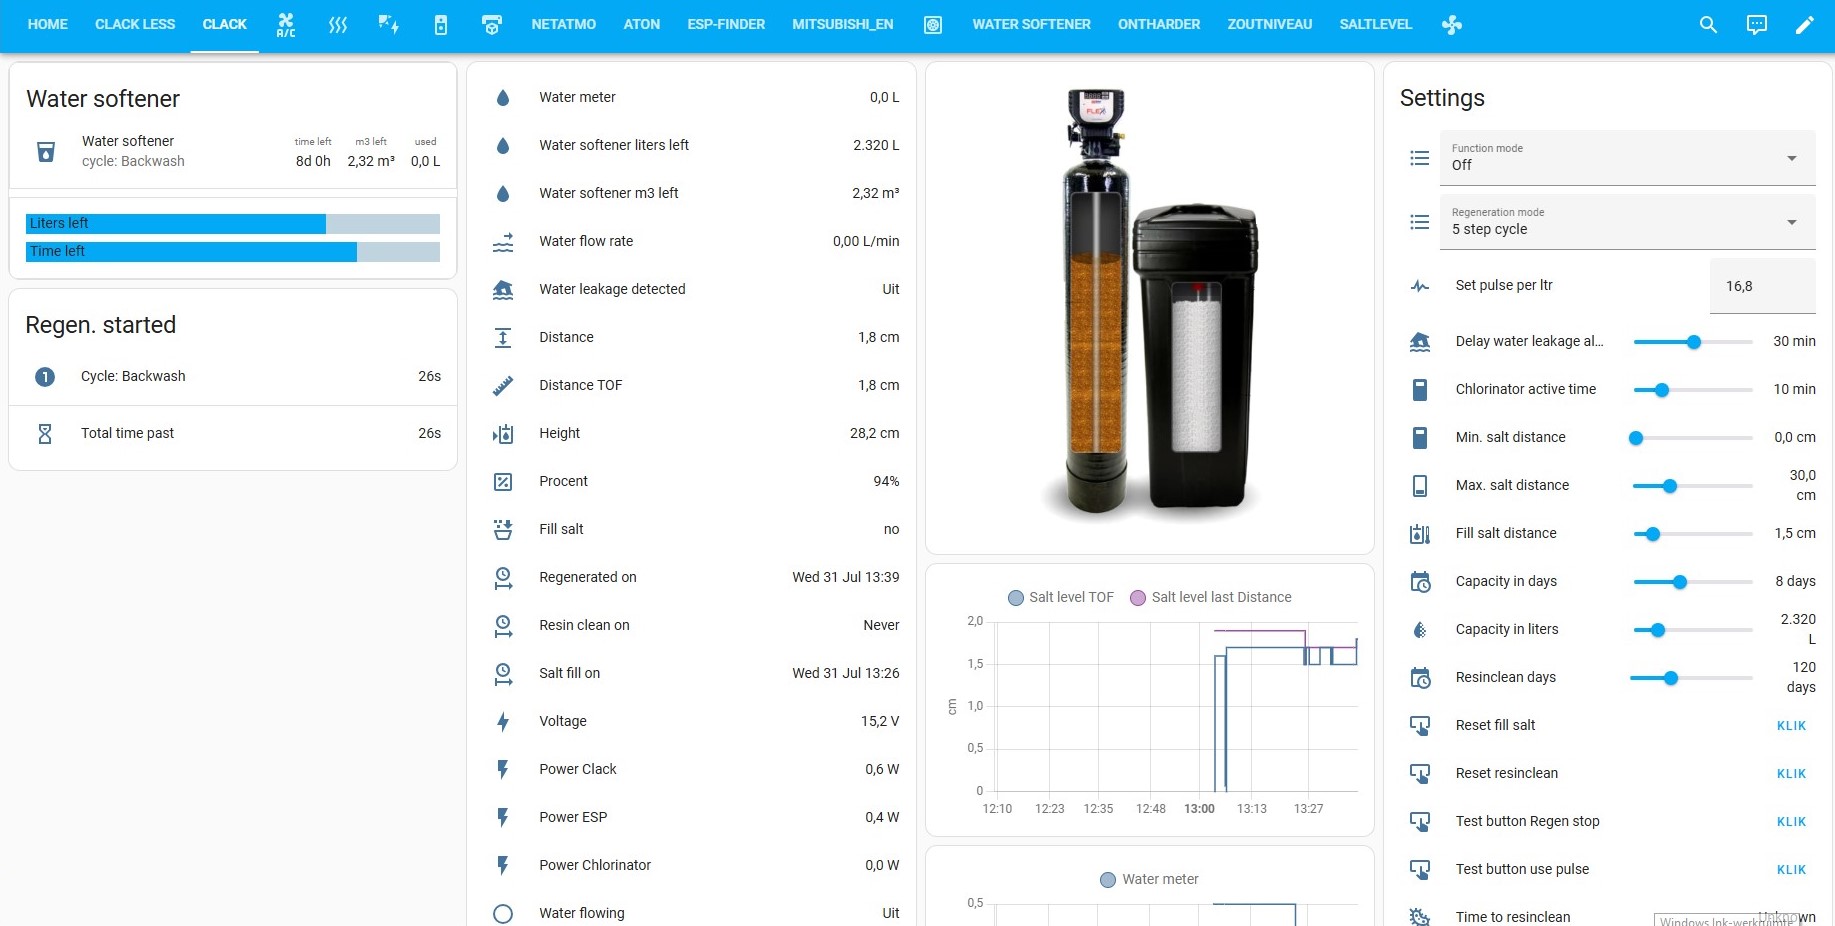 HOME CLACK LESS CLACK A/C NETATMO ATON ESP-FINDER MITSUBISHI_EN WATER SOFTENER ONTHARDER ZOUTNIVEAU SALTLEVEL
Water softener
Water softener
cycle: Backwash
time left m3 left used
8d 0h 2,32 m³ 0,0 L
Liters left
Time left
Regen. started
1 Cycle: Backwash 26s
Total time past 26s
Water meter 0,0 L
Water softener liters left 2.320 L
Water softener m3 left 2,32 m³
Water flow rate 0,00 L/min
Water leakage detected Uit
Distance 1,8 cm
Distance TOF 1,8 cm
Height 28,2 cm
Procent 94%
Fill salt no
Regenerated on Wed 31 Jul 13:39
Resin clean on Never
Salt fill on Wed 31 Jul 13:26
Voltage 15,2 V
Power Clack 0,6 W
Power ESP 0,4 W
Power Chlorinator 0,0 W
Water flowing Uit
FLEX
Salt level TOF Salt level last Distance
2,0
1,5
1,0
0,5
0
cm
12:10 12:23 12:35 12:48 13:00 13:13 13:27
Water meter
0,5
Settings
Function mode
Off
Regeneration mode
5 step cycle
Set pulse per ltr 16,8
Delay water leakage al... 30 min
Chlorinator active time 10 min
Min. salt distance 0,0 cm
Max. salt distance 30,0
cm
Fill salt distance 1,5 cm
Capacity in days 8 days
Capacity in liters 2.320
L
Resinclean days 120
days
Reset fill salt KLIK
Reset resinclean KLIK
Test button Regen stop KLIK
Test button use pulse KLIK
Time to resinclean Unknown
Windows Ink-werkruimte